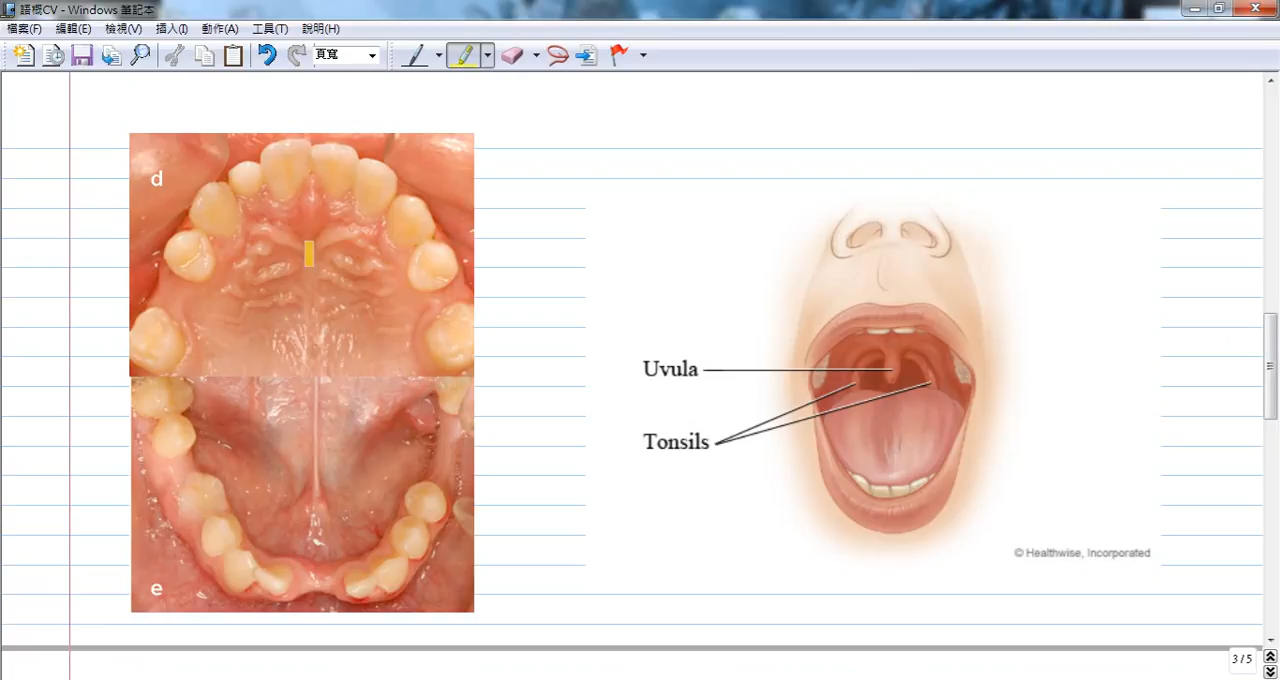 語概CV - Windows 筆記本
檔案(F) 編輯(E) 檢視(V) 插入(I) 動作(A) 工具(T) 說明(H)
頁寬
d
Uvula
Tonsils
© Healthwise, Incorporated
e
3/5